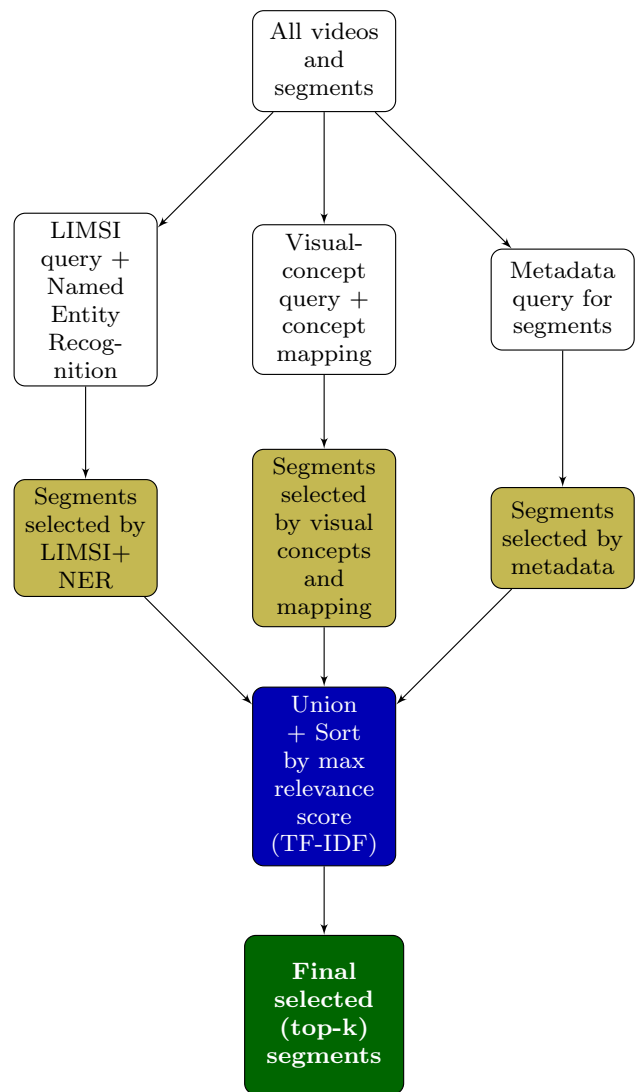 All videos
and
segments
LIMSI
query +
Named
Entity
Recog-
nition
Visual-
concept
query +
concept
mapping
Metadata
query for
segments
Segments
selected by
LIMSI+
NER
Segments
selected
by visual
concepts
and
mapping
Segments
selected by
metadata
Union
+ Sort
by max
relevance
score
(TF-IDF)
Final
selected
(top-k)
segments